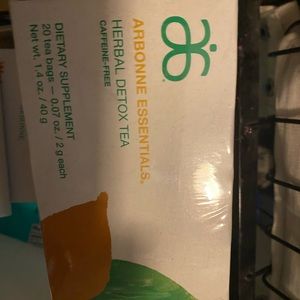 ARBONNE ESSENTIALS.
HERBAL DETOX TEA
CAFFEINE-FREE
DIETARY SUPPLEMENT
20 tea bags — 0.07 oz. / 2 g each
Net wt. 1.4 oz. / 40 g